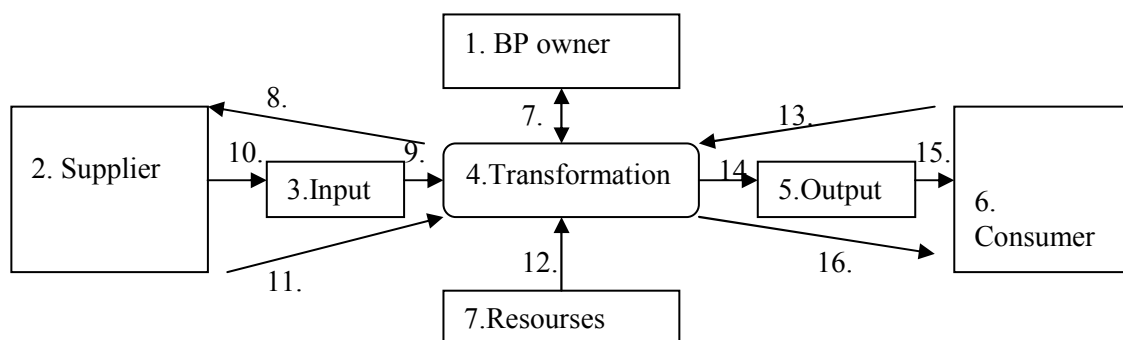 1. BP owner
8.
7.
13.
2. Supplier
10.
9.
4.Transformation
14.
15.
3.Input
5.Output
6.
Consumer
11.
12.
16.
7.Resourses